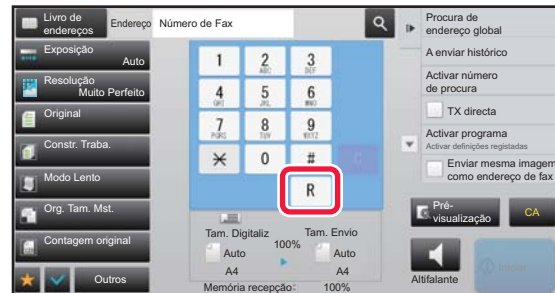 Livro de
endereços
Endereço
Número de Fax
Exposição
Auto
Resolução
Muito Perfeito
Original
Constr. Traba.
Modo Lento
Org. Tam. Mst.
Contagem original
Outros
1
2
ABC
3
DEF
4
GHI
5
JKL
6
MNO
7
PQRS
8
TUV
9
WXYZ
0
#
C
R
Tam. Digitaliz
100%
Tam. Envio
Auto
A4
Auto
A4
Memória recepção: 100%
Procura de
endereço global
A enviar histórico
Activar número
de procura
TX directa
Activar programa
Activar definições registadas
Enviar mesma imagem
como endereço de fax
Pré-
visualização
CA
Altifalante
Iniciar